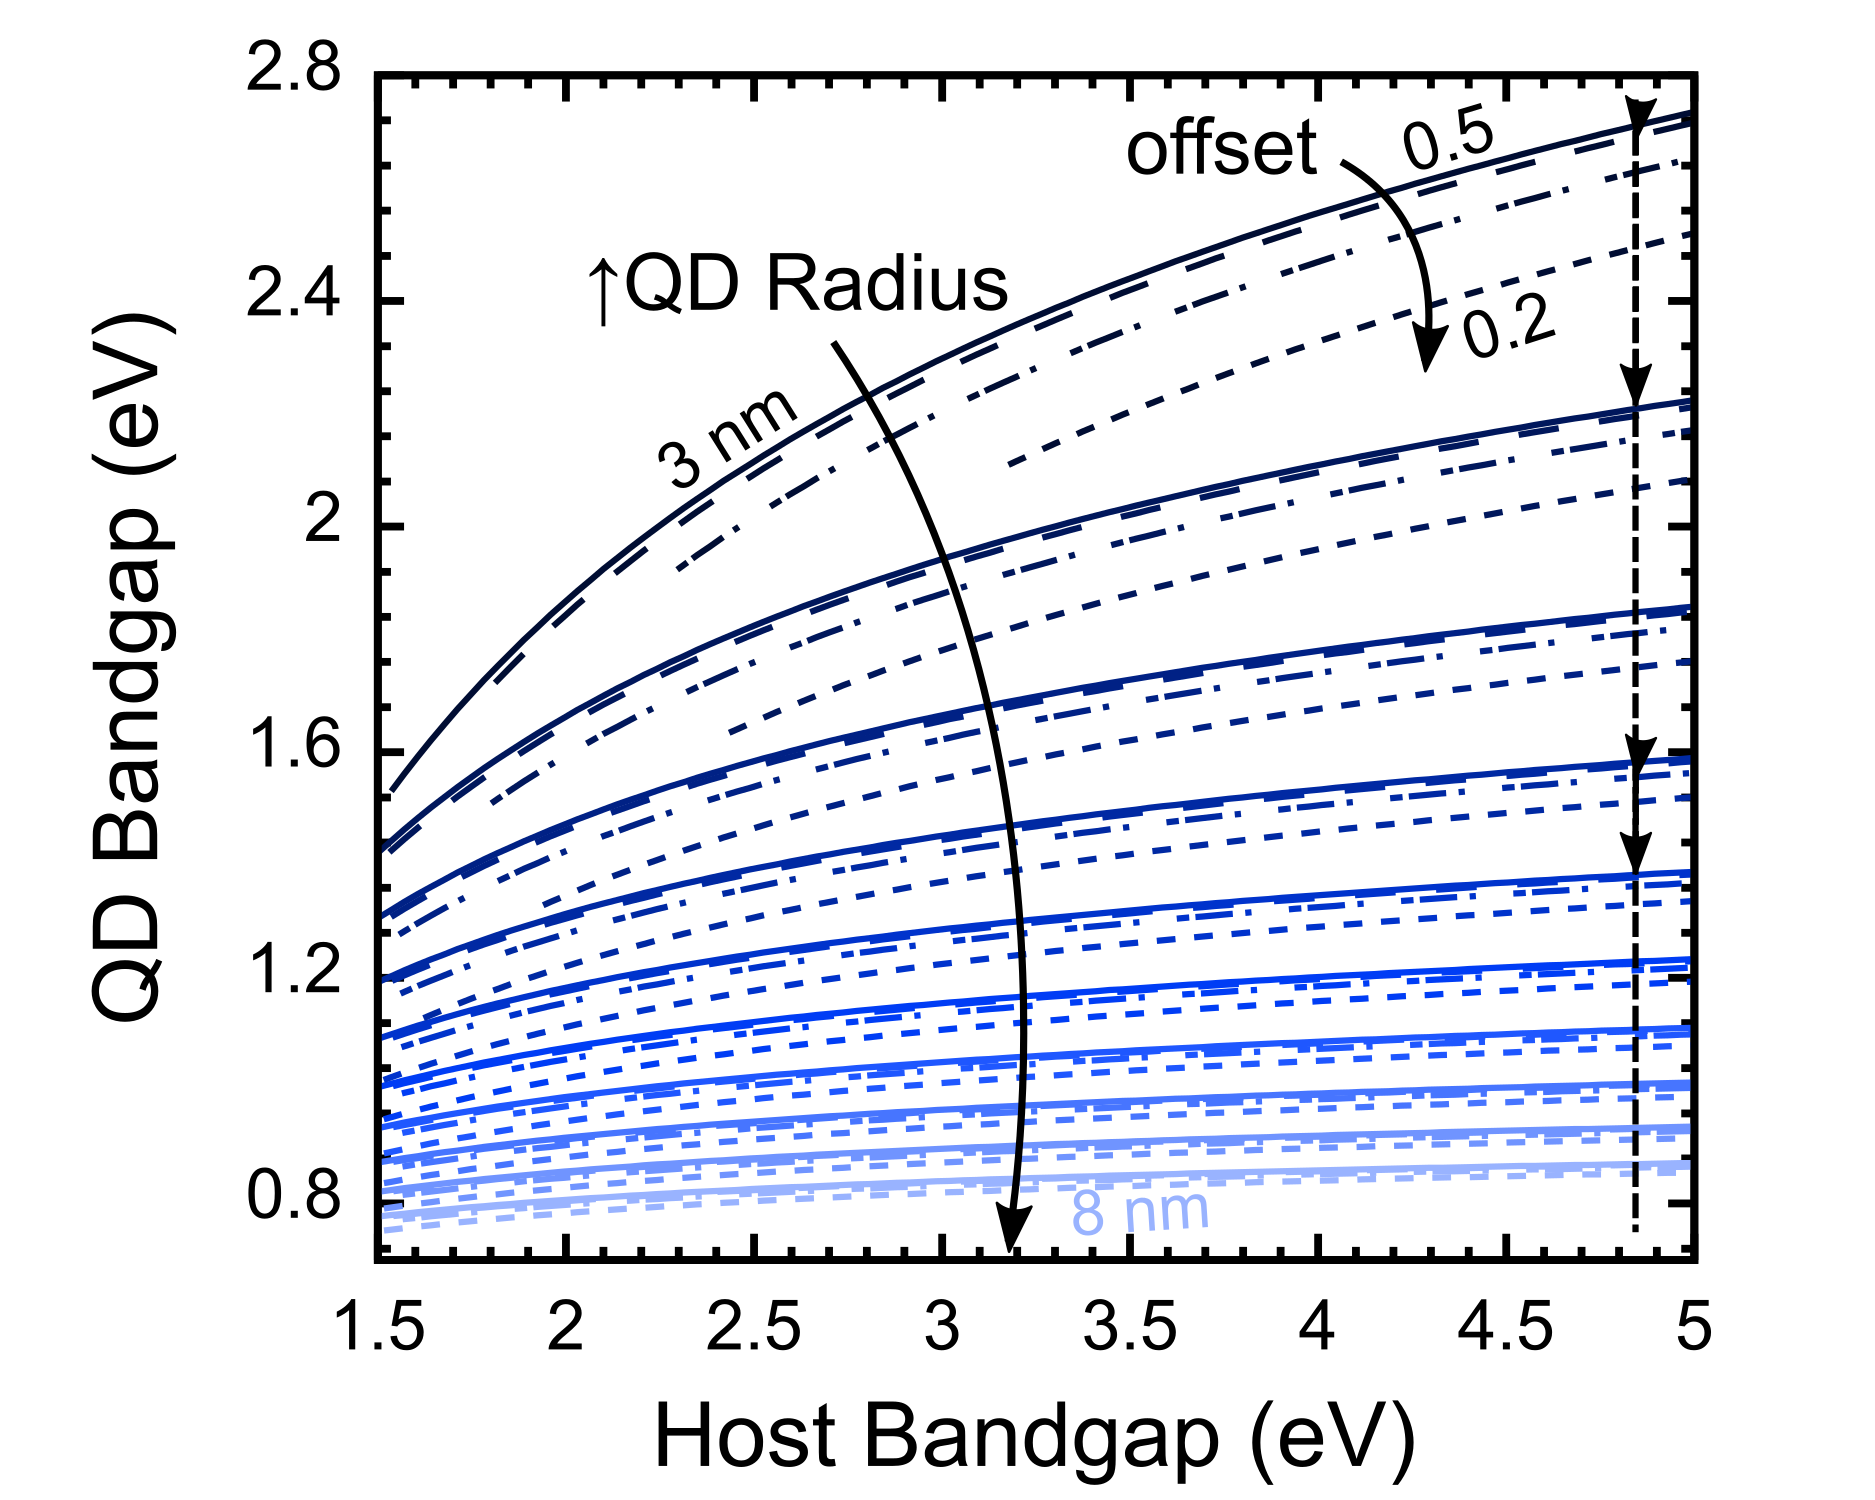 2.8
2.4
2
1.6
1.2
0.8
QD Bandgap (eV)
offset
0.5
0.2
↑QD Radius
3 nm
8 nm
1.5 2 2.5 3 3.5 4 4.5 5
Host Bandgap (eV)